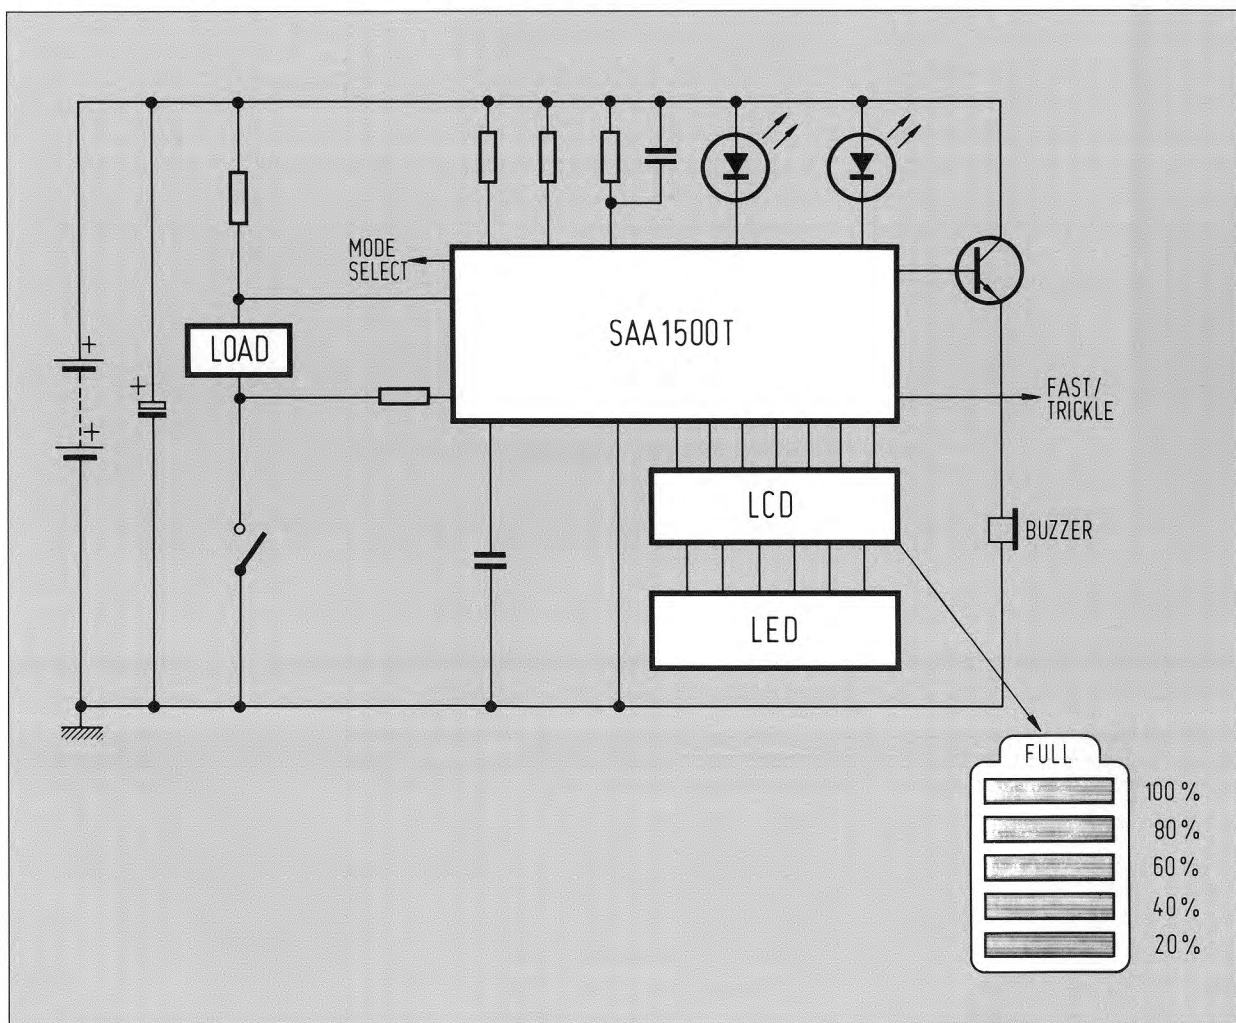 MODE
SELECT
SAA1500T
LOAD
FAST/
TRICKLE
LCD
BUZZER
LED
FULL
100%
80%
60%
40%
20%